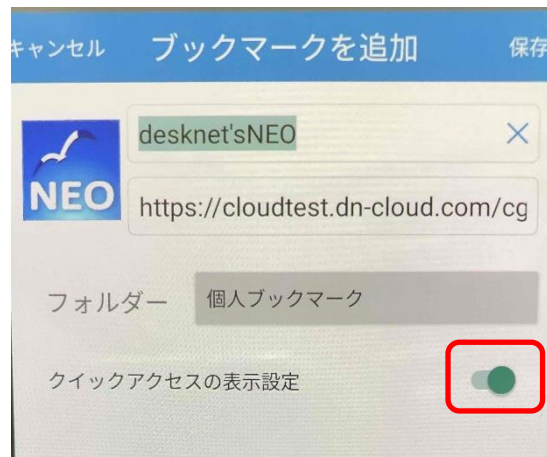 キャンセル ブックマークを追加 保存
desknet'sNEO
NEO https://cloudtest.dn-cloud.com/cg
フォルダー 個人ブックマーク
クイックアクセスの表示設定